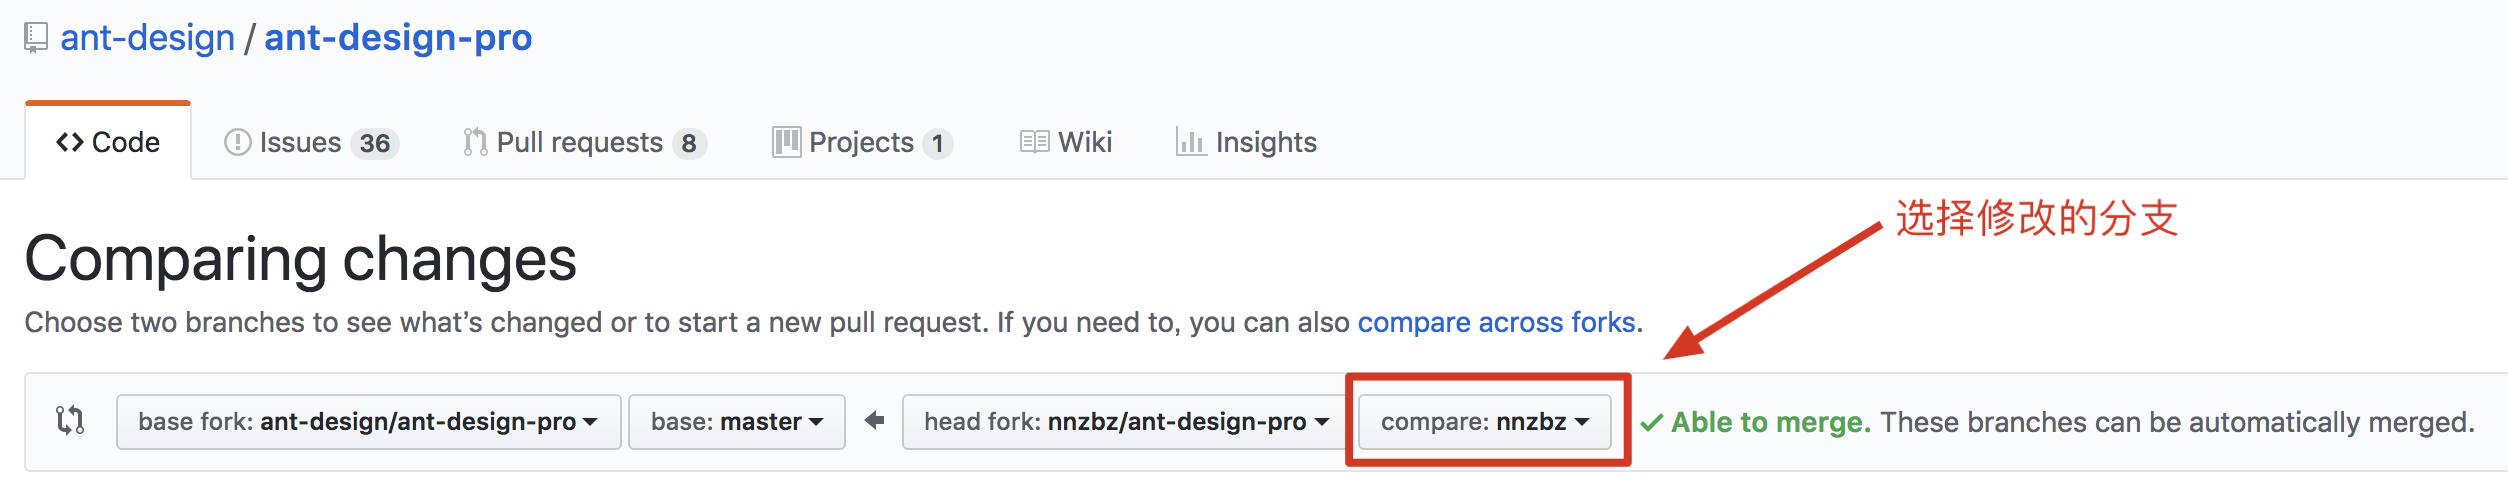 ant-design / ant-design-pro
Code Issues 36 Pull requests 8 Projects 1 Wiki Insights
选择修改的分支
Comparing changes
Choose two branches to see what’s changed or to start a new pull request. If you need to, you can also compare across forks.
base fork: ant-design/ant-design-pro base: master head fork: nnzbz/ant-design-pro compare: nnzbz Able to merge. These branches can be automatically merged.